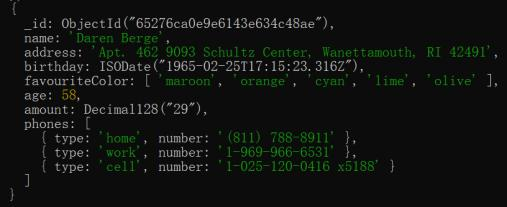 {
_id: ObjectId("65276ca0e9e6143e634c48ae"),
name: 'Daren Berge',
address: 'Apt. 462 9093 Schultz Center, Wanettamouth, RI 42491',
birthday: ISODate("1965-02-25T17:15:23.316Z"),
favouriteColor: [ 'maroon', 'orange', 'cyan', 'lime', 'olive' ],
age: 58,
amount: Decimal128("29"),
phones: [
{ type: 'home', number: '(811) 788-8911' },
{ type: 'work', number: '1-969-966-6531' },
{ type: 'cell', number: '1-025-120-0416 x5188' }
]
}